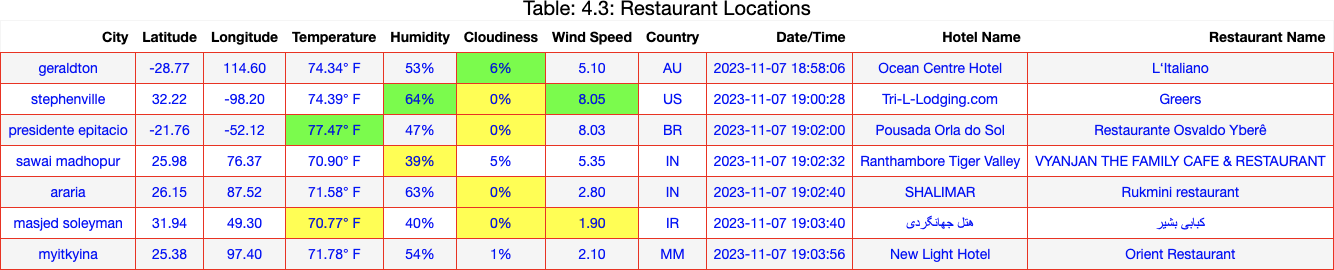 Table: 4.3: Restaurant Locations
City Latitude Longitude Temperature Humidity Cloudiness Wind Speed Country Date/Time Hotel Name Restaurant Name
geraldton -28.77 114.60 74.34° F 53% 6% 5.10 AU 2023-11-07 18:58:06 Ocean Centre Hotel L'Italiano
stephenville 32.22 -98.20 74.39° F 64% 0% 8.05 US 2023-11-07 19:00:28 Tri-L-Lodging.com Greers
presidente epitacio -21.76 -52.12 77.47° F 47% 0% 8.03 BR 2023-11-07 19:02:00 Pousada Orla do Sol Restaurante Osvaldo Yberê
sawai madhopur 25.98 76.37 70.90° F 39% 5% 5.35 IN 2023-11-07 19:02:32 Ranthambore Tiger Valley VYANJAN THE FAMILY CAFE & RESTAURANT
araria 26.15 87.52 71.58° F 63% 0% 2.80 IN 2023-11-07 19:02:40 SHALIMAR Rukmini restaurant
masjed soleyman 31.94 49.30 70.77° F 40% 0% 1.90 IR 2023-11-07 19:03:40 هتل جهانگردی کبابی بشیر
myitkyina 25.38 97.40 71.78° F 54% 1% 2.10 MM 2023-11-07 19:03:56 New Light Hotel Orient Restaurant